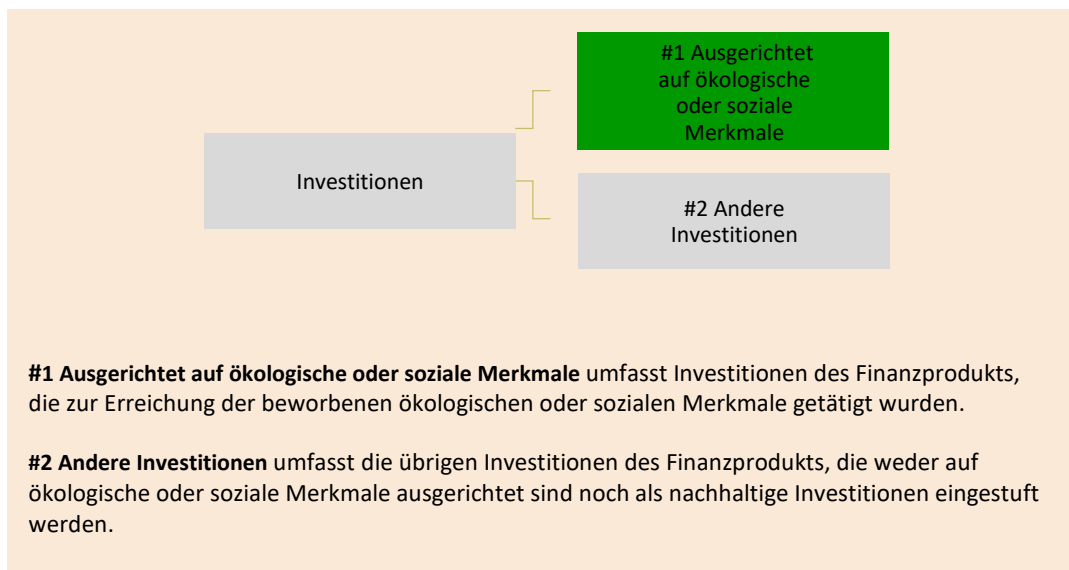 #1 Ausgerichtet
auf ökologische
oder soziale
Merkmale
Investitionen
#2 Andere
Investitionen
#1 Ausgerichtet auf ökologische oder soziale Merkmale umfasst Investitionen des Finanzprodukts,
die zur Erreichung der beworbenen ökologischen oder sozialen Merkmale getätigt wurden.
#2 Andere Investitionen umfasst die übrigen Investitionen des Finanzprodukts, die weder auf
ökologische oder soziale Merkmale ausgerichtet sind noch als nachhaltige Investitionen eingestuft
werden.